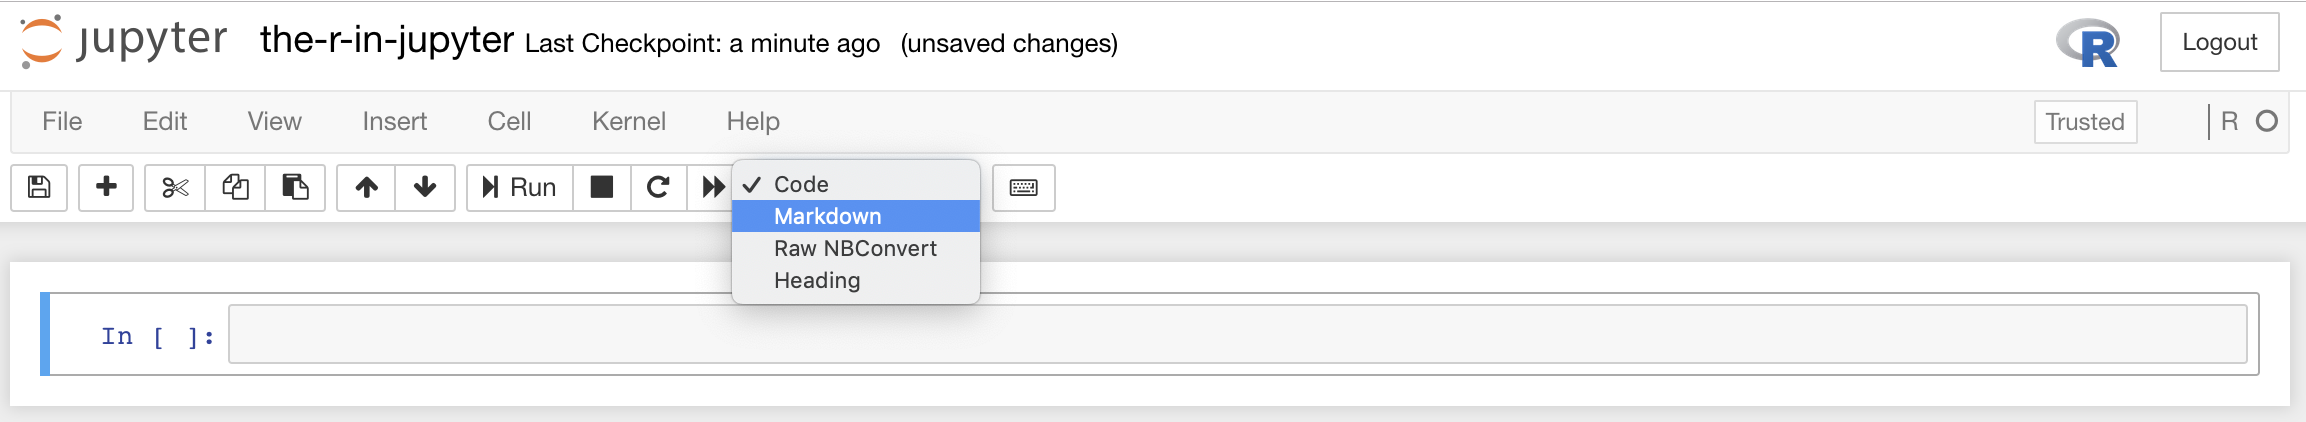 jupyter the-r-in-jupyter Last Checkpoint: a minute ago (unsaved changes) R Logout
File Edit View Insert Cell Kernel Help Trusted R
Run
Code
Markdown
Raw NBConvert
Heading
In [ ]: